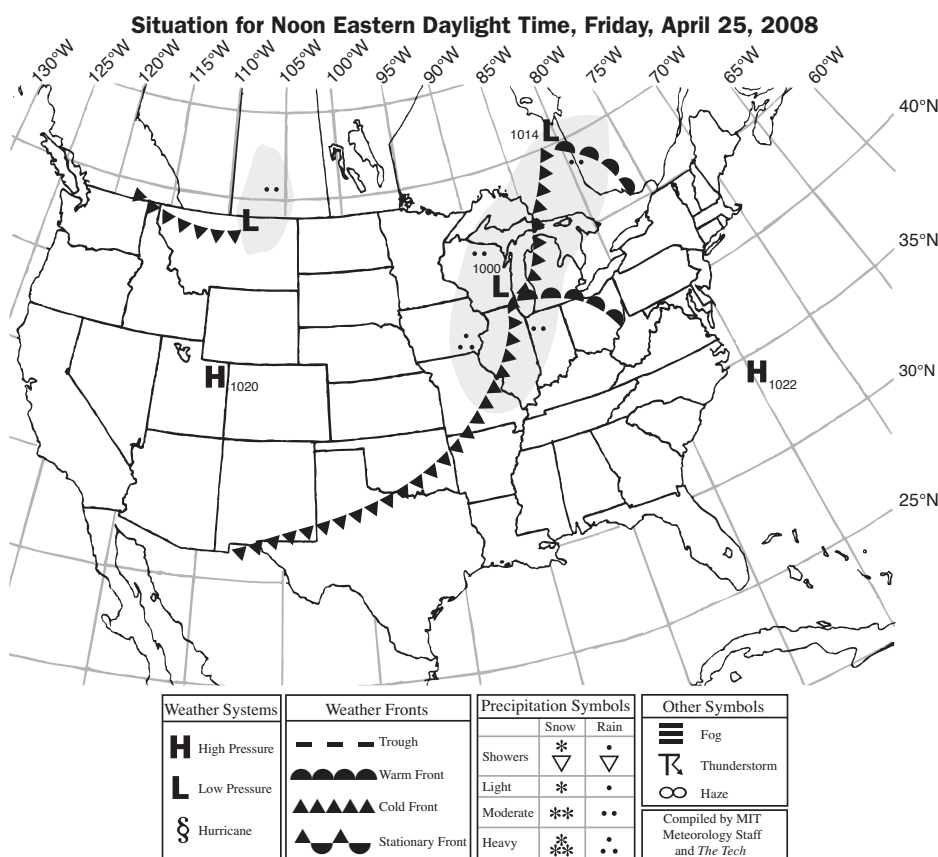 Situation for Noon Eastern Daylight Time, Friday, April 25, 2008
130°W 125°W 120°W 115°W 110°W 105°W 100°W 95°W 90°W 85°W 80°W 75°W 70°W 65°W 60°W
40°N
35°N
30°N
25°N
1014 L
L
1000
L
H 1020
H 1022
Weather Systems
H High Pressure
L Low Pressure
§ Hurricane
Weather Fronts
Trough
Warm Front
Cold Front
Stationary Front
Precipitation Symbols
Snow Rain
Showers
Light
Moderate
Heavy
Other Symbols
Fog
Thunderstorm
Haze
Compiled by MIT
Meteorology Staff
and The Tech